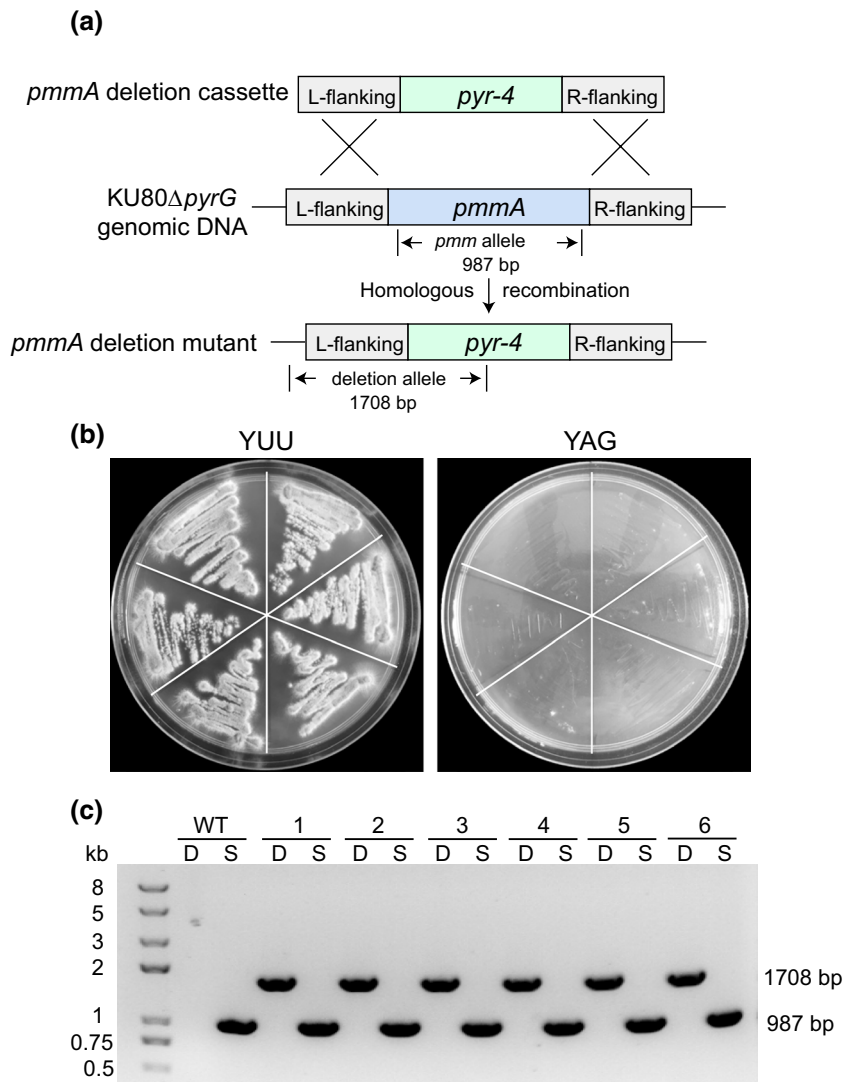 (a)
pmmA deletion cassette
L-flanking pyr-4 R-flanking
KU80ΔpyrG
genomic DNA
L-flanking pmmA R-flanking
pmm allele
987 bp
Homologous recombination
pmmA deletion mutant
L-flanking pyr-4 R-flanking
deletion allele
1708 bp
(b)
YUU YAG
(c)
WT 1 2 3 4 5 6
kb D S D S D S D S D S D S D S
8
5
3
2
1708 bp
1
987 bp
0.75
0.5